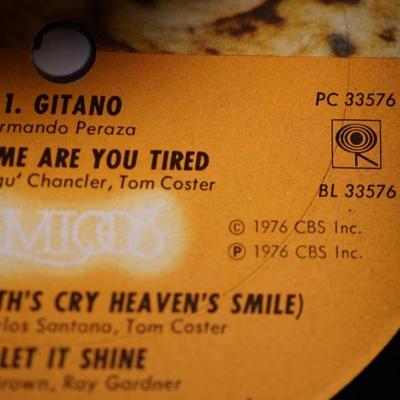 1. GITANO
PC 33576
rmando Peraza
ME ARE YOU TIRED
gu' Chancler, Tom Coster
BL 33576
MIGOS
© 1976 CBS Inc.
℗ 1976 CBS Inc.
TH'S CRY HEAVEN'S SMILE)
rlos Santana, Tom Coster
LET IT SHINE
rown, Ray Gardner